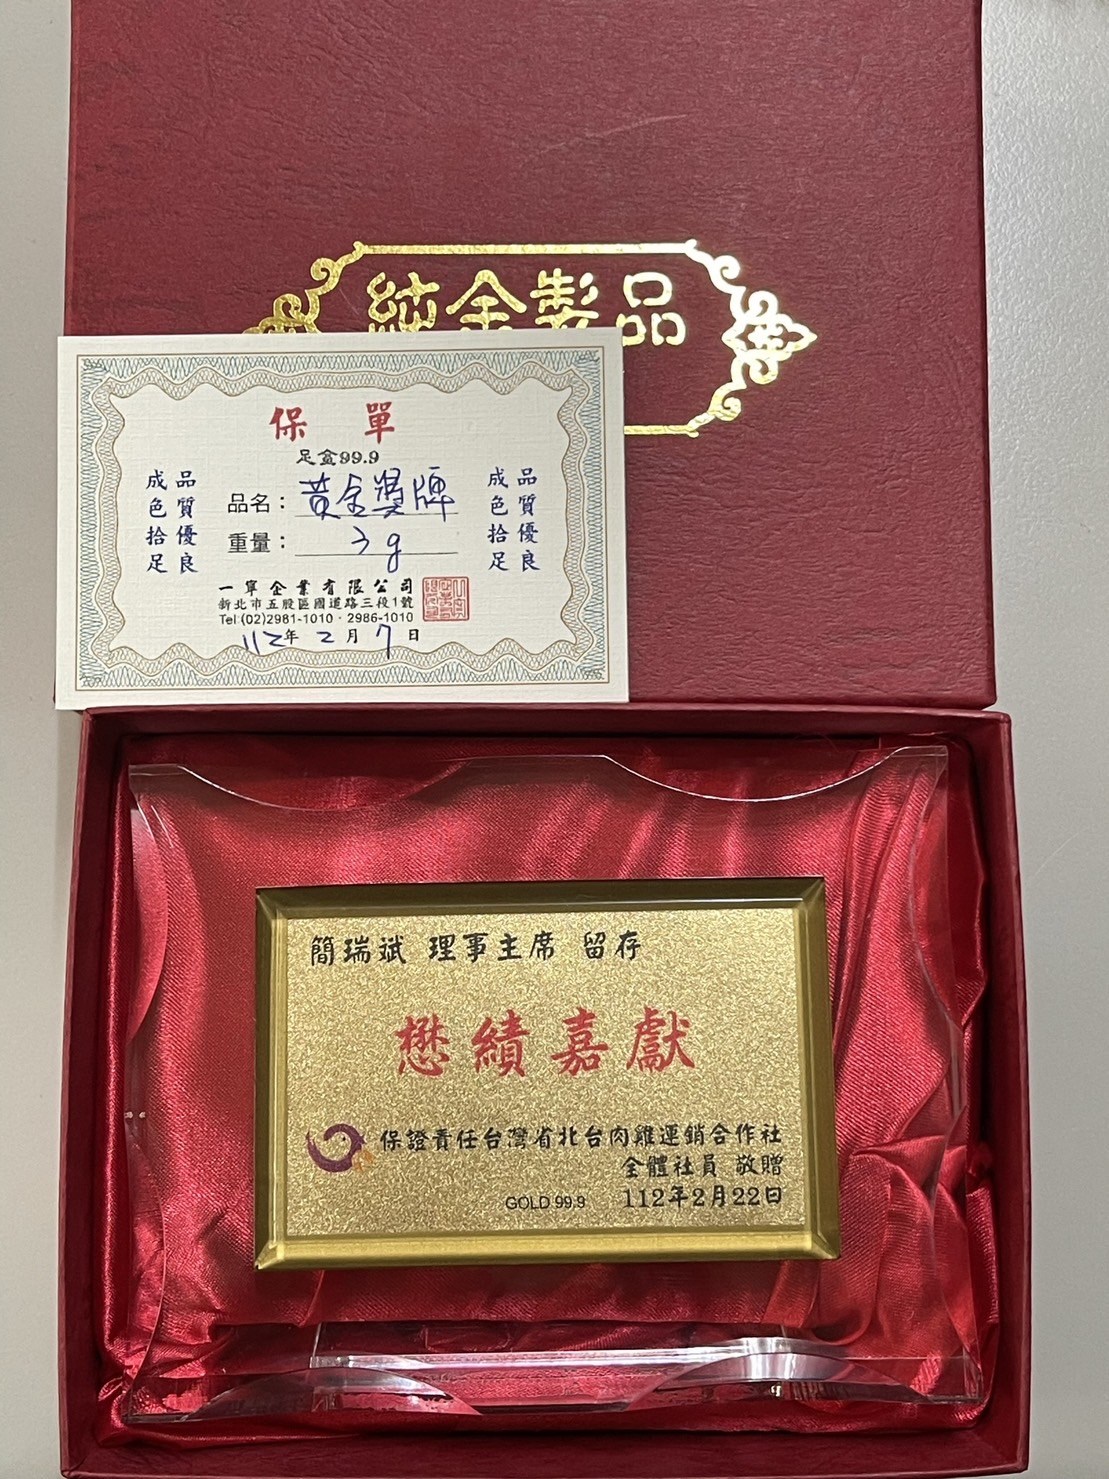 純金製品
保單
足金99.9
品質優良
成色拾足
品名：黃金獎牌
重量：3g
品質優良
成色拾足
一寧企業有限公司
新北市五股區國道路三段1號
Tel:(02)2981-1010．2986-1010
112年2月7日
簡瑞斌 理事主席 留存
懋績嘉獻
保證責任台灣省北台肉雞運銷合作社
全體社員 敬贈
GOLD 99.9 112年2月22日